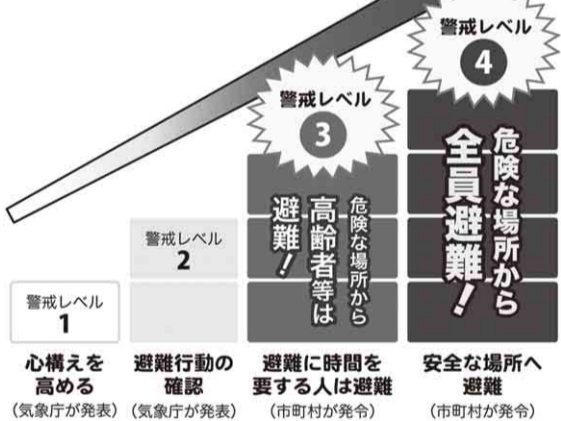 警戒レベル
4
警戒レベル
3
危険な場所から
全員避難！
危険な場所から
高齢者等は
避難！
警戒レベル
2
警戒レベル
1
心構えを
高める
（気象庁が発表）
避難行動の
確認
（気象庁が発表）
避難に時間を
要する人は避難
（市町村が発令）
安全な場所へ
避難
（市町村が発令）